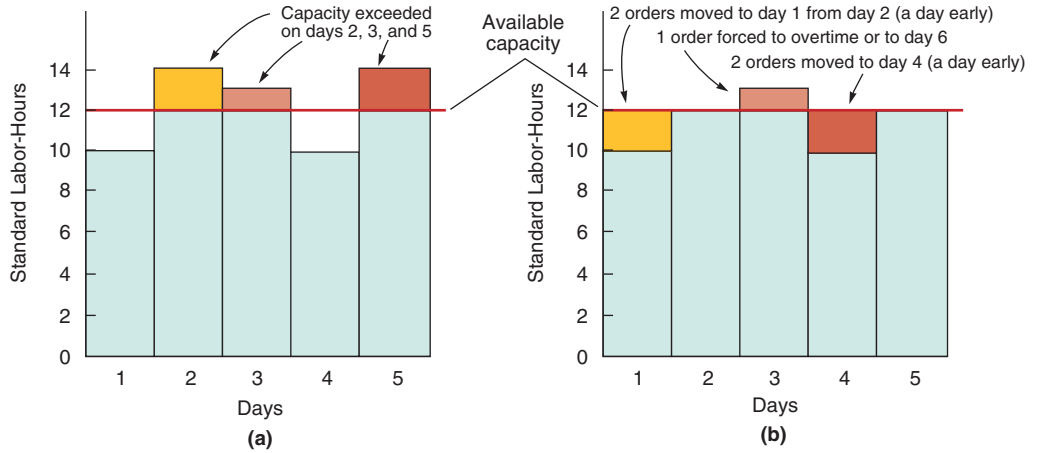 Capacity exceeded
on days 2, 3, and 5
Available
capacity
Standard Labor-Hours
14
12
10
8
6
4
2
0
1 2 3 4 5
Days
(a)
2 orders moved to day 1 from day 2 (a day early)
1 order forced to overtime or to day 6
2 orders moved to day 4 (a day early)
Standard Labor-Hours
14
12
10
8
6
4
2
0
1 2 3 4 5
Days
(b)